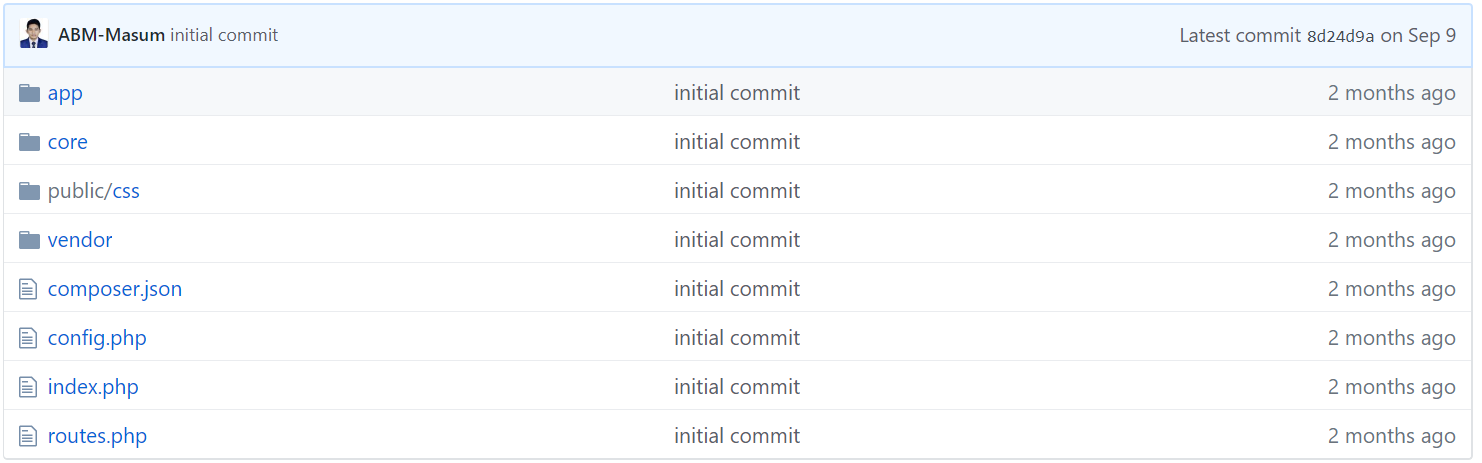 ABM-Masum initial commit Latest commit 8d24d9a on Sep 9
app initial commit 2 months ago
core initial commit 2 months ago
public/css initial commit 2 months ago
vendor initial commit 2 months ago
composer.json initial commit 2 months ago
config.php initial commit 2 months ago
index.php initial commit 2 months ago
routes.php initial commit 2 months ago